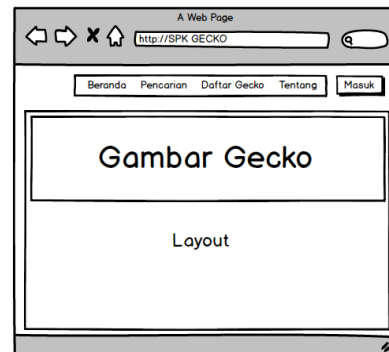 A Web Page
http://SPK GECKO
Beranda Pencarian Daftar Gecko Tentang Masuk
Gambar Gecko
Layout